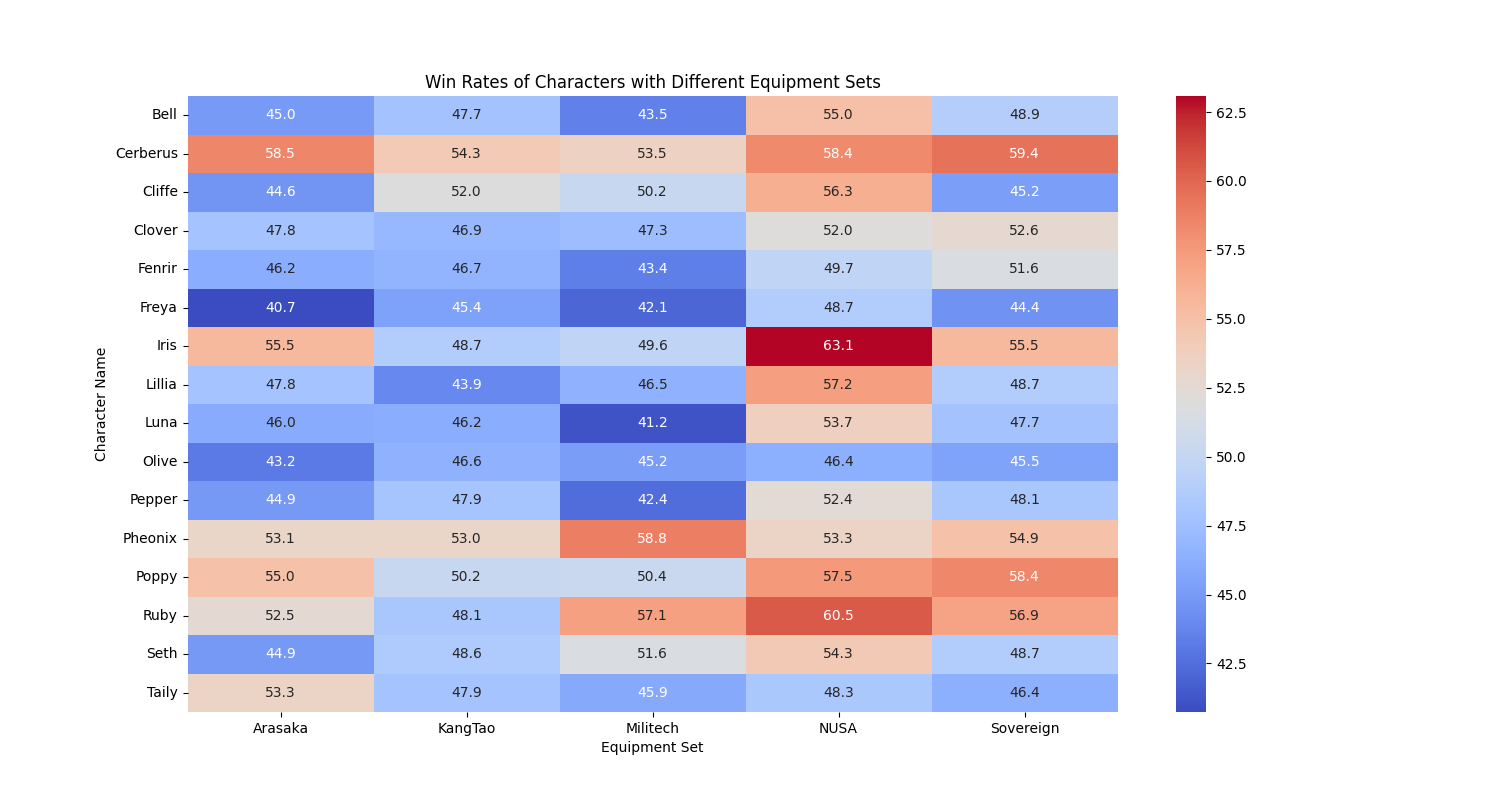 Win Rates of Characters with Different Equipment Sets
Bell 45.0 47.7 43.5 55.0 48.9
Cerberus 58.5 54.3 53.5 58.4 59.4
Cliffe 44.6 52.0 50.2 56.3 45.2
Clover 47.8 46.9 47.3 52.0 52.6
Fenrir 46.2 46.7 43.4 49.7 51.6
Freya 40.7 45.4 42.1 48.7 44.4
Iris 55.5 48.7 49.6 63.1 55.5
Lillia 47.8 43.9 46.5 57.2 48.7
Luna 46.0 46.2 41.2 53.7 47.7
Olive 43.2 46.6 45.2 46.4 45.5
Pepper 44.9 47.9 42.4 52.4 48.1
Pheonix 53.1 53.0 58.8 53.3 54.9
Poppy 55.0 50.2 50.4 57.5 58.4
Ruby 52.5 48.1 57.1 60.5 56.9
Seth 44.9 48.6 51.6 54.3 48.7
Taily 53.3 47.9 45.9 48.3 46.4
Arasaka KangTao Militech NUSA Sovereign
Equipment Set
Character Name
62.5
60.0
57.5
55.0
52.5
50.0
47.5
45.0
42.5